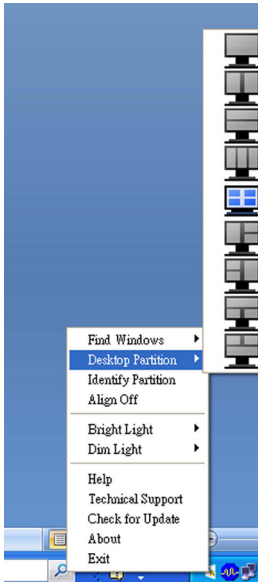 Find Windows
Desktop Partition
Identify Partition
Align Off
Bright Light
Dim Light
Help
Technical Support
Check for Update
About
Exit